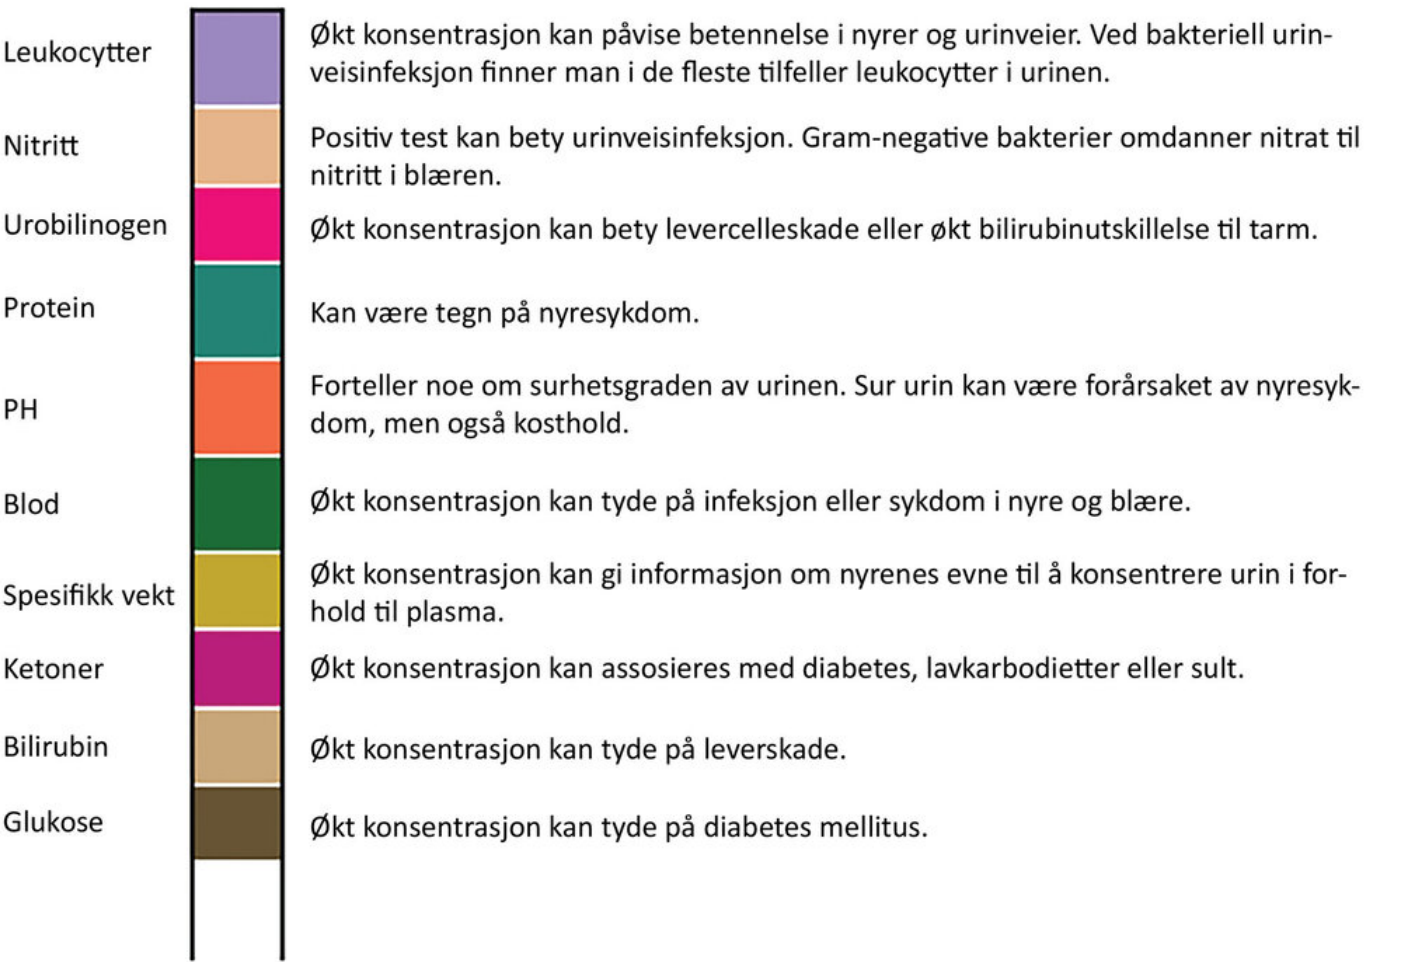 Leukocytter
Økt konsentrasjon kan påvise betennelse i nyrer og urinveier. Ved bakteriell urin-
veisinfeksjon finner man i de fleste tilfeller leukocytter i urinen.
Nitritt
Positiv test kan bety urinveisinfeksjon. Gram-negative bakterier omdanner nitrat til
nitritt i blæren.
Urobilinogen
Økt konsentrasjon kan bety levercelleskade eller økt bilirubinutskillelse til tarm.
Protein
Kan være tegn på nyresykdom.
PH
Forteller noe om surhetsgraden av urinen. Sur urin kan være forårsaket av nyresyk-
dom, men også kosthold.
Blod
Økt konsentrasjon kan tyde på infeksjon eller sykdom i nyre og blære.
Spesifikk vekt
Økt konsentrasjon kan gi informasjon om nyrenes evne til å konsentrere urin i for-
hold til plasma.
Ketoner
Økt konsentrasjon kan assosieres med diabetes, lavkarbodietter eller sult.
Bilirubin
Økt konsentrasjon kan tyde på leverskade.
Glukose
Økt konsentrasjon kan tyde på diabetes mellitus.